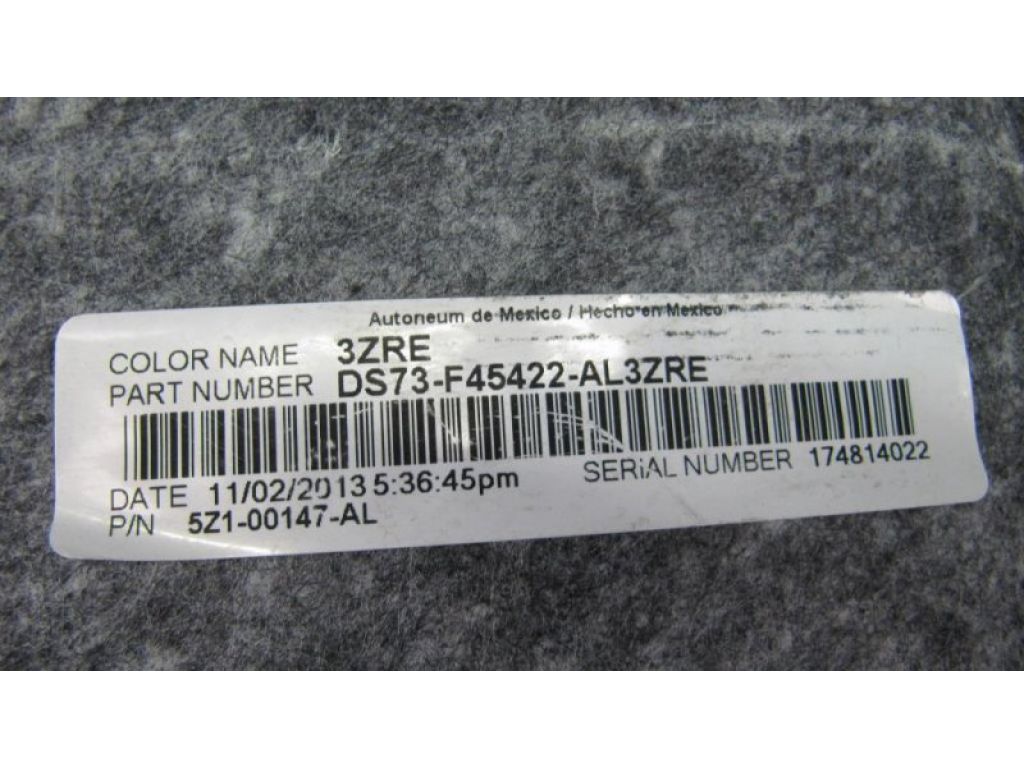 Autoneum de Mexico / Hecho en Mexico
COLOR NAME 3ZRE
PART NUMBER DS73-F45422-AL3ZRE
DATE 11/02/2013 5:36:45pm SERIAL NUMBER 174814022
P/N 5Z1-00147-AL